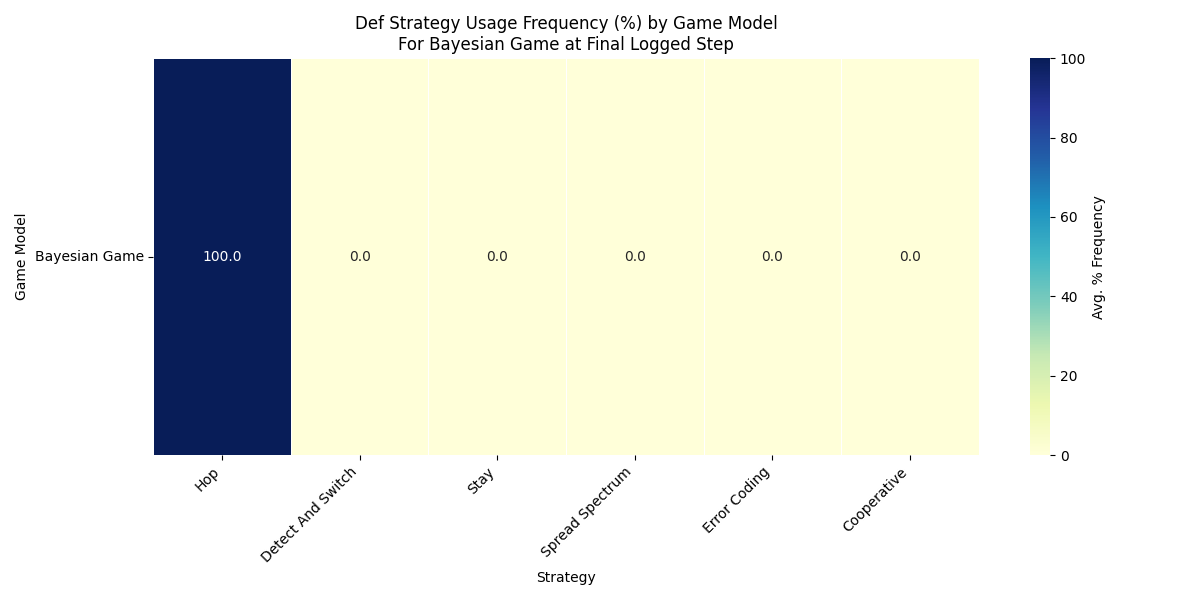 Def Strategy Usage Frequency (%) by Game Model
For Bayesian Game at Final Logged Step
Game Model
Bayesian Game
100.0
0.0
0.0
0.0
0.0
0.0
Hop
Detect And Switch
Stay
Spread Spectrum
Error Coding
Cooperative
Strategy
100
80
60
40
20
0
Avg. % Frequency